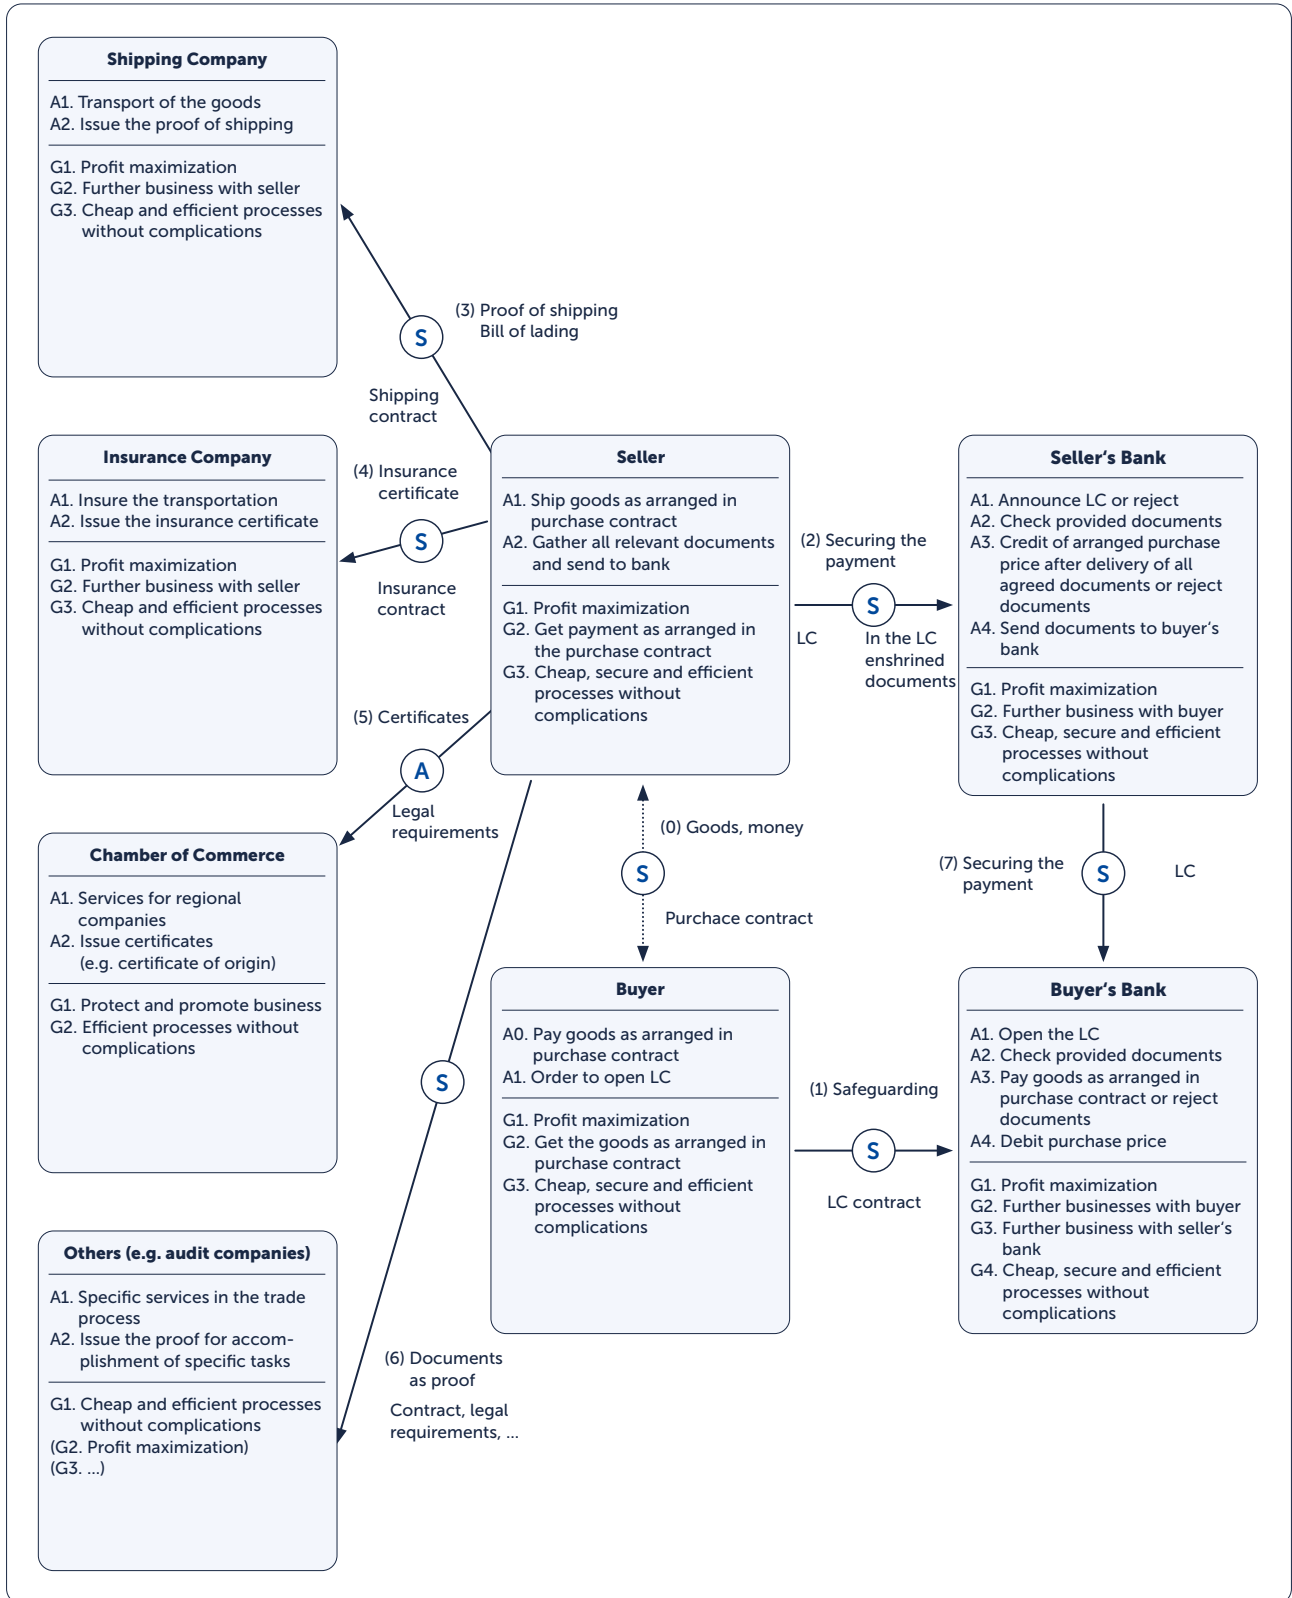 Shipping Company
A1. Transport of the goods
A2. Issue the proof of shipping
G1. Profit maximization
G2. Further business with seller
G3. Cheap and efficient processes
without complications
(3) Proof of shipping
Bill of lading
S
Shipping
contract
Insurance Company
A1. Insure the transportation
A2. Issue the insurance certificate
G1. Profit maximization
G2. Further business with seller
G3. Cheap and efficient processes
without complications
(4) Insurance
certificate
S
Insurance
contract
Seller
A1. Ship goods as arranged in
purchase contract
A2. Gather all relevant documents
and send to bank
G1. Profit maximization
G2. Get payment as arranged in
the purchase contract
G3. Cheap, secure and efficient
processes without
complications
(2) Securing the
payment
S
LC
In the LC
enshrined
documents
Seller‘s Bank
A1. Announce LC or reject
A2. Check provided documents
A3. Credit of arranged purchase
price after delivery of all
agreed documents or reject
documents
A4. Send documents to buyer‘s
bank
G1. Profit maximization
G2. Further business with buyer
G3. Cheap, secure and efficient
processes without
complications
(5) Certificates
A
Legal
requirements
(0) Goods, money
S
Purchace contract
(7) Securing the
payment
S
LC
Chamber of Commerce
A1. Services for regional
companies
A2. Issue certificates
(e.g. certificate of origin)
G1. Protect and promote business
G2. Efficient processes without
complications
S
Buyer
A0. Pay goods as arranged in
purchase contract
A1. Order to open LC
G1. Profit maximization
G2. Get the goods as arranged in
purchase contract
G3. Cheap, secure and efficient
processes without
complications
(1) Safeguarding
S
LC contract
Buyer‘s Bank
A1. Open the LC
A2. Check provided documents
A3. Pay goods as arranged in
purchase contract or reject
documents
A4. Debit purchase price
G1. Profit maximization
G2. Further businesses with buyer
G3. Further business with seller‘s
bank
G4. Cheap, secure and efficient
processes without
complications
Others (e.g. audit companies)
A1. Specific services in the trade
process
A2. Issue the proof for accom-
plishment of specific tasks
G1. Cheap and efficient processes
without complications
(G2. Profit maximization)
(G3. ...)
(6) Documents
as proof
Contract, legal
requirements, ...